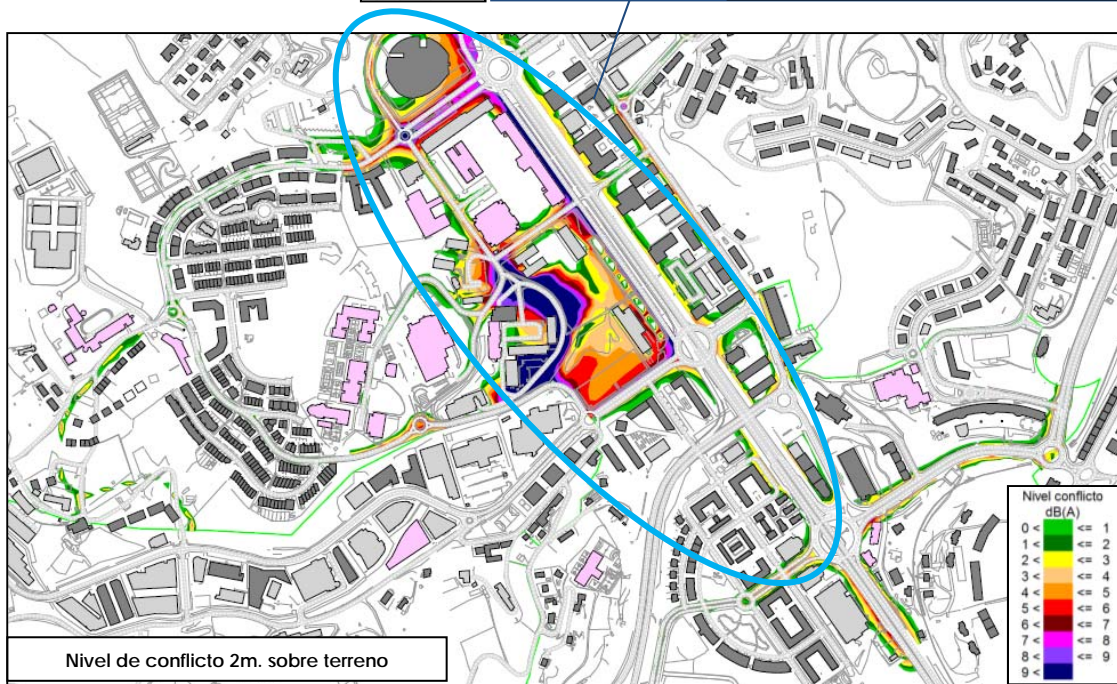 Nivel conflicto
dB(A)
0 < <= 1
1 < <= 2
2 < <= 3
3 < <= 4
4 < <= 5
5 < <= 6
6 < <= 7
7 < <= 8
8 < <= 9
9 <
Nivel de conflicto 2m. sobre terreno